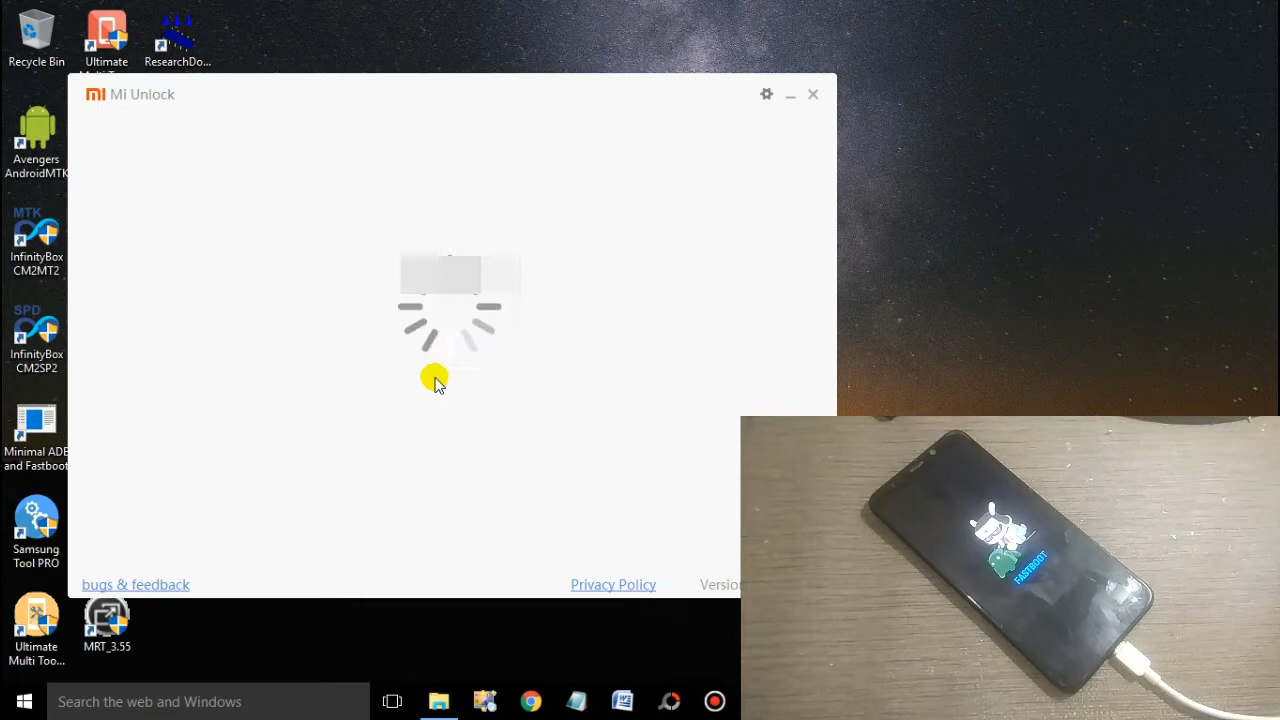 Recycle Bin
Ultimate
ResearchDo...
mi Mi Unlock
Avengers
AndroidMTK
MTK
InfinityBox
CM2MT2
SPD
InfinityBox
CM2SP2
Minimal ADB
and Fastboot
Samsung
Tool PRO
FASTBOOT
bugs & feedback
Privacy Policy
Ultimate
Multi Too...
MRT_3.55
Search the web and Windows